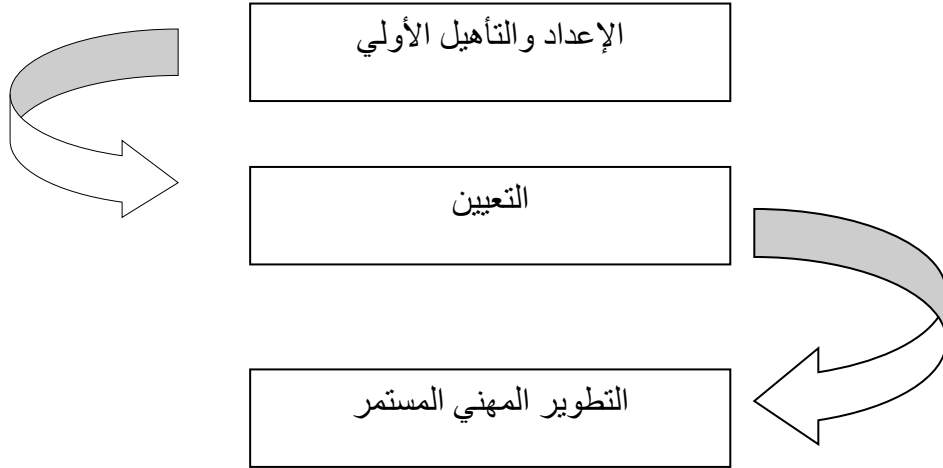 الإعداد والتأهيل الأولي
التعيين
التطوير المهني المستمر